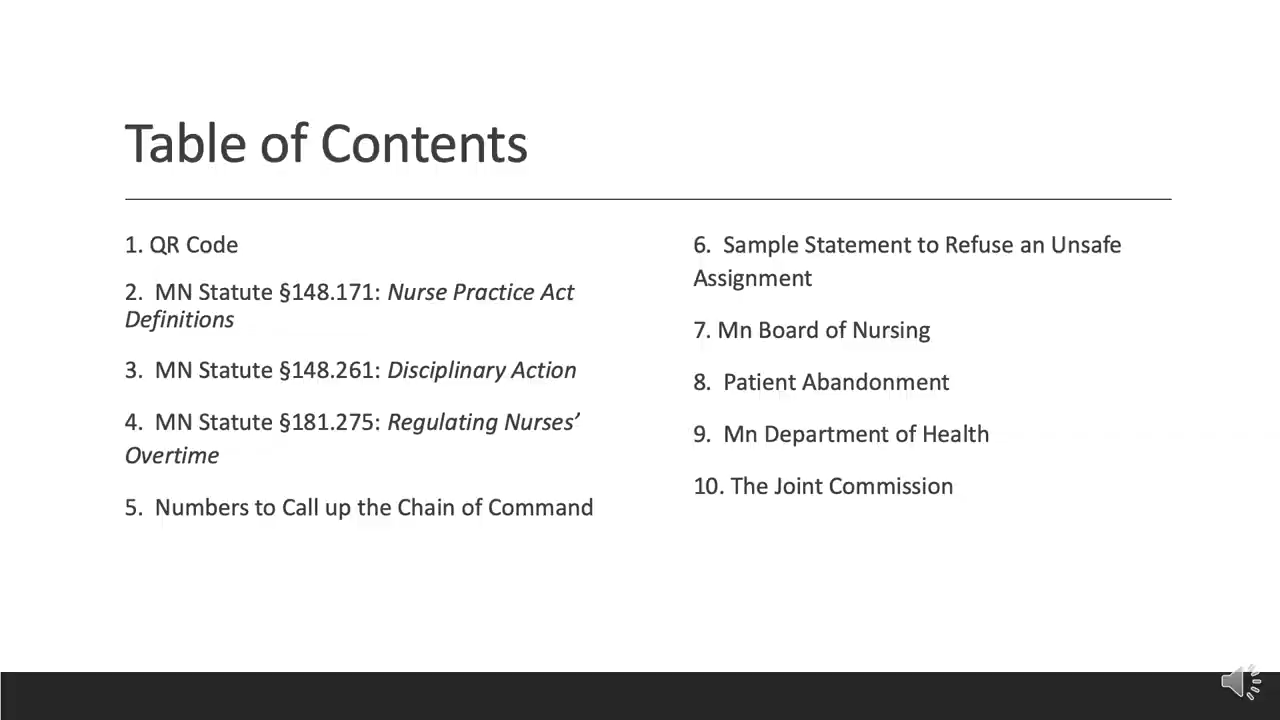 Table of Contents
1. QR Code
2. MN Statute §148.171: Nurse Practice Act
Definitions
3. MN Statute §148.261: Disciplinary Action
4. MN Statute §181.275: Regulating Nurses’
Overtime
5. Numbers to Call up the Chain of Command
6. Sample Statement to Refuse an Unsafe
Assignment
7. Mn Board of Nursing
8. Patient Abandonment
9. Mn Department of Health
10. The Joint Commission